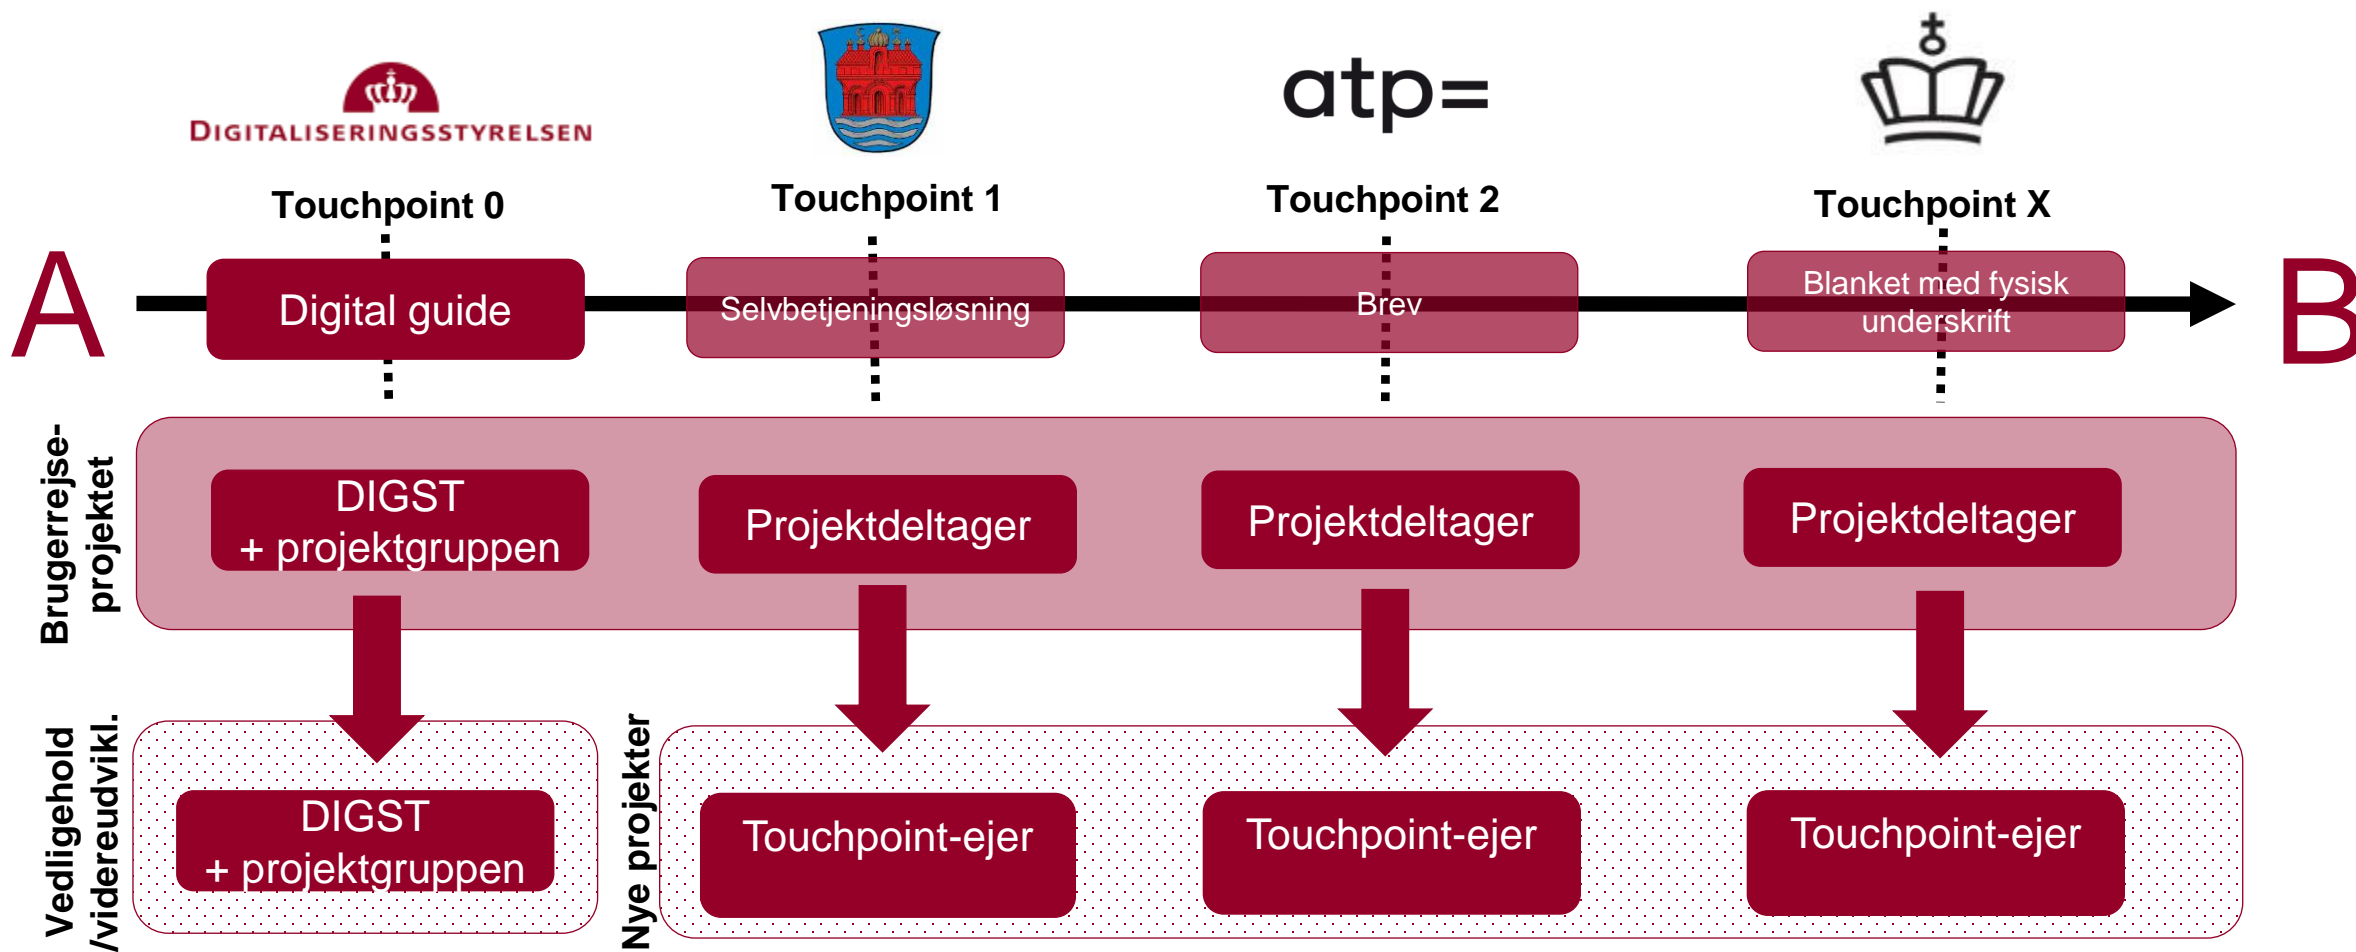 DIGITALISERINGSSTYRELSEN
atp=
Touchpoint 0
Touchpoint 1
Touchpoint 2
Touchpoint X
A
Digital guide
Selvbetjeningsløsning
Brev
Blanket med fysisk
underskrift
B
Brugerrejse-
projektet
DIGST
+ projektgruppen
Projektdeltager
Projektdeltager
Projektdeltager
Vedligehold
/videreudvikl.
DIGST
+ projektgruppen
Nye projekter
Touchpoint-ejer
Touchpoint-ejer
Touchpoint-ejer